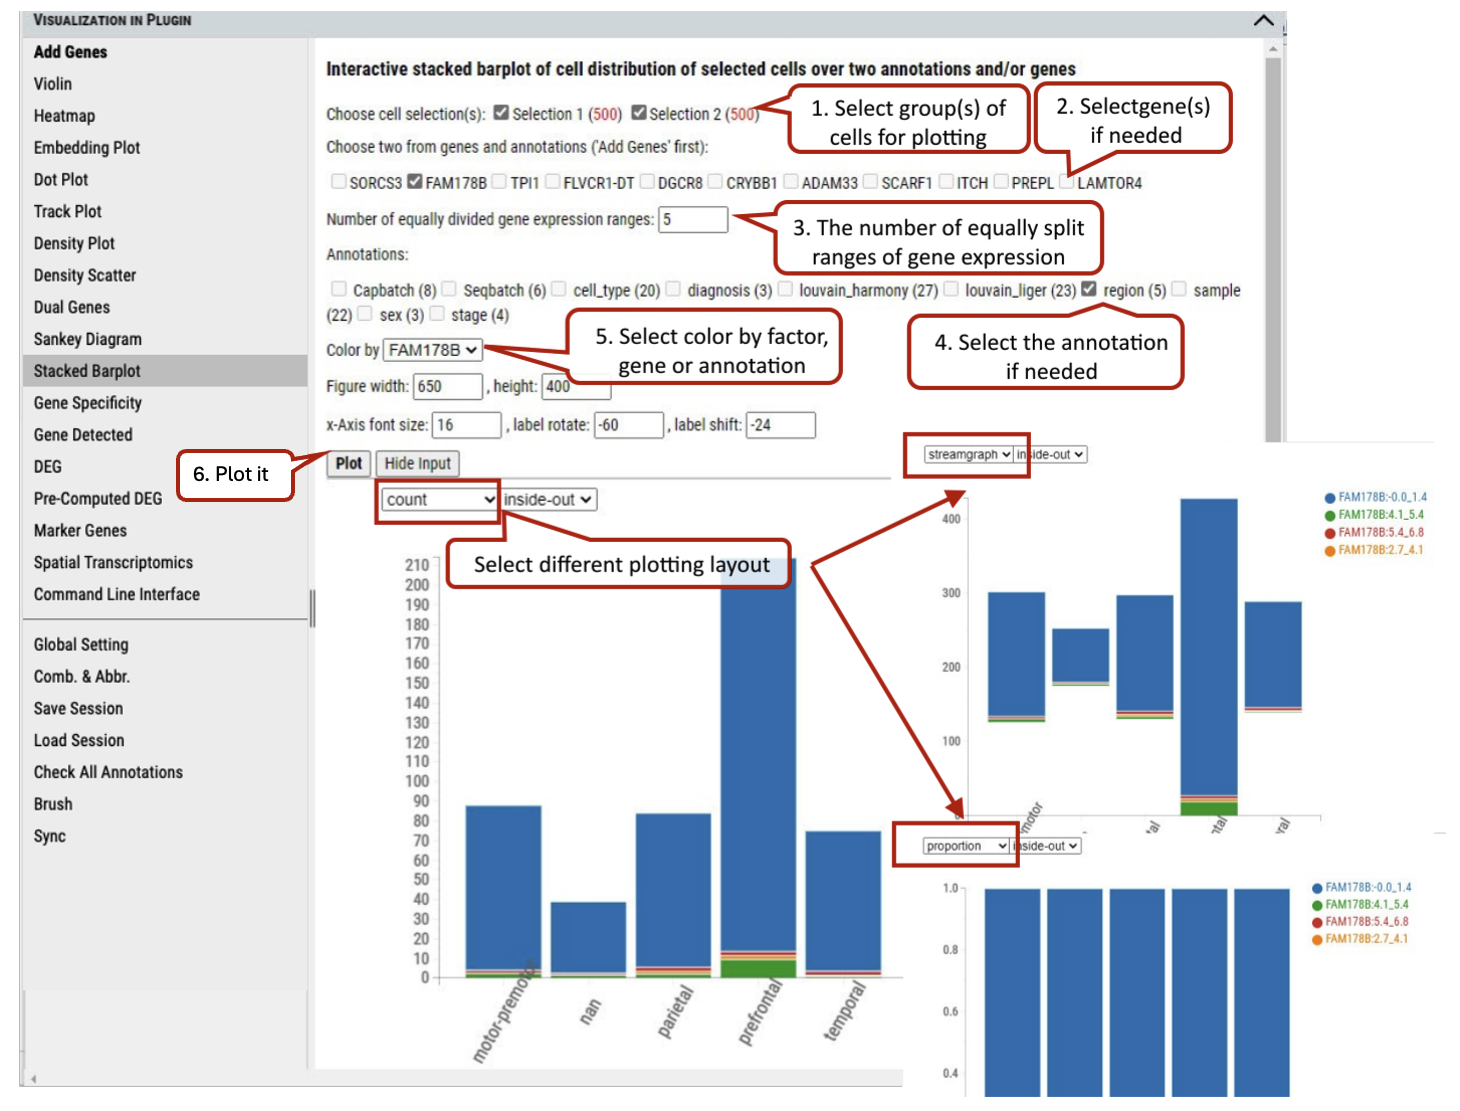 VISUALIZATION IN PLUGIN
Add Genes
Violin
Heatmap
Embedding Plot
Dot Plot
Track Plot
Density Plot
Density Scatter
Dual Genes
Sankey Diagram
Stacked Barplot
Gene Specificity
Gene Detected
DEG
Pre-Computed DEG
Marker Genes
Spatial Transcriptomics
Command Line Interface
Global Setting
Comb. & Abbr.
Save Session
Load Session
Check All Annotations
Brush
Sync
Interactive stacked barplot of cell distribution of selected cells over two annotations and/or genes
Choose cell selection(s): Selection 1 (500) Selection 2 (500)
1. Select group(s) of
cells for plotting
2. Selectgene(s)
if needed
Choose two from genes and annotations ('Add Genes' first):
SORCS3 FAM178B TPI1 FLVCR1-DT DGCR8 CRYBB1 ADAM33 SCARF1 ITCH PREPL LAMTOR4
Number of equally divided gene expression ranges: 5
3. The number of equally split
ranges of gene expression
Annotations:
Capbatch (8) Seqbatch (6) cell_type (20) diagnosis (3) louvain_harmony (27) louvain_liger (23) region (5) sample
(22) sex (3) stage (4)
4. Select the annotation
if needed
5. Select color by factor,
gene or annotation
Color by FAM178B
Figure width: 650 , height: 400
x-Axis font size: 16 , label rotate: -60 , label shift: -24
6. Plot it
Plot Hide Input
count inside-out
Select different plotting layout
210
200
190
180
170
160
150
140
130
120
110
100
90
80
70
60
50
40
30
20
10
0
motor-premotor
nan
parietal
prefrontal
temporal
streamgraph inside-out
FAM178B:-0.0_1.4
FAM178B:4.1_5.4
FAM178B:5.4_6.8
FAM178B:2.7_4.1
400
300
200
100
motor
tal
ntal
ral
proportion inside-out
FAM178B:-0.0_1.4
FAM178B:4.1_5.4
FAM178B:5.4_6.8
FAM178B:2.7_4.1
1.0
0.8
0.6
0.4